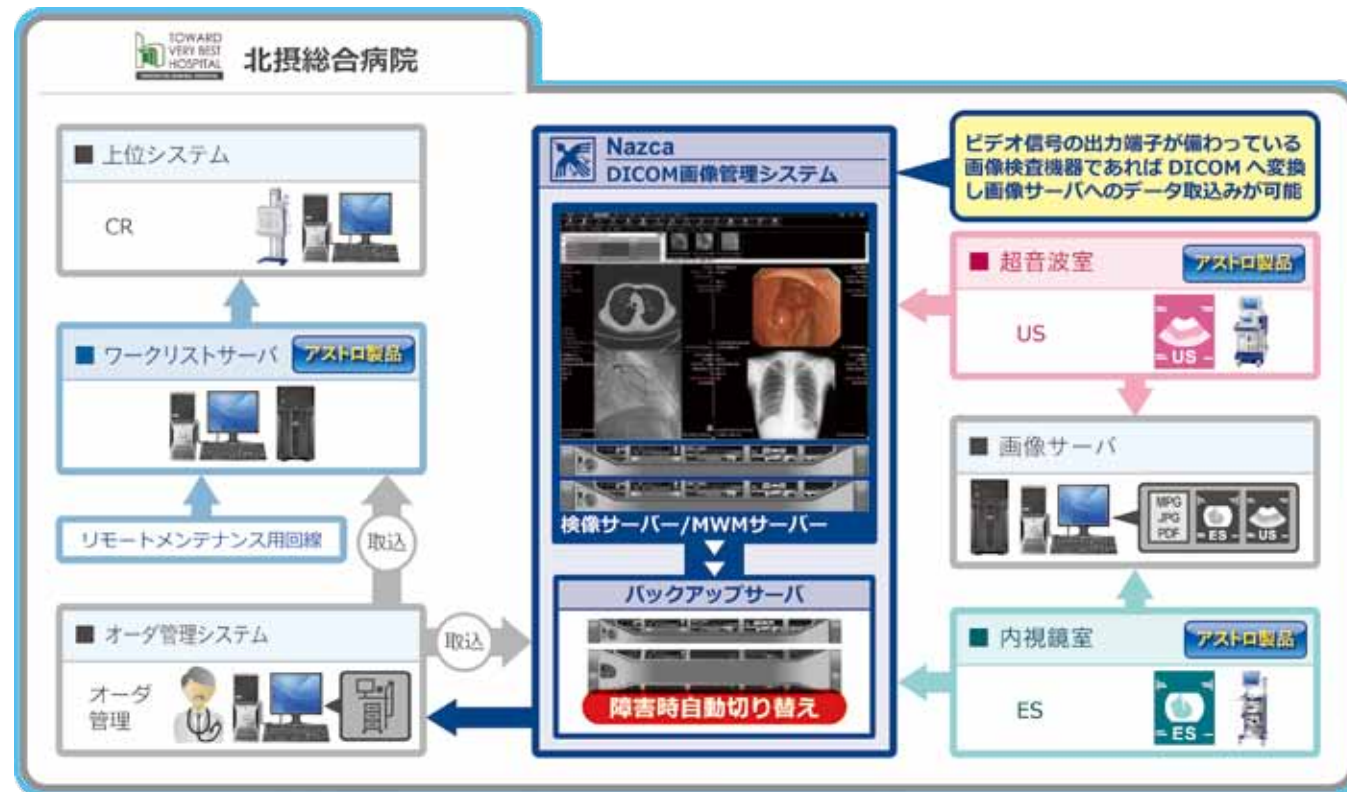 TOWARD
VERY BEST
HOSPITAL
北摂総合病院
■ 上位システム
CR
■ ワークリストサーバ
アストロ製品
リモートメンテナンス用回線
取込
■ オーダ管理システム
オーダ
管理
取込
Nazca
DICOM画像管理システム
検像サーバー/MWMサーバー
バックアップサーバ
障害時自動切り替え
ビデオ信号の出力端子が備わっている
画像検査機器であれば DICOM へ変換
し画像サーバへのデータ取込みが可能
■ 超音波室
アストロ製品
US
US
■ 画像サーバ
MPG
JPG
PDF
ES
US
■ 内視鏡室
アストロ製品
ES
ES